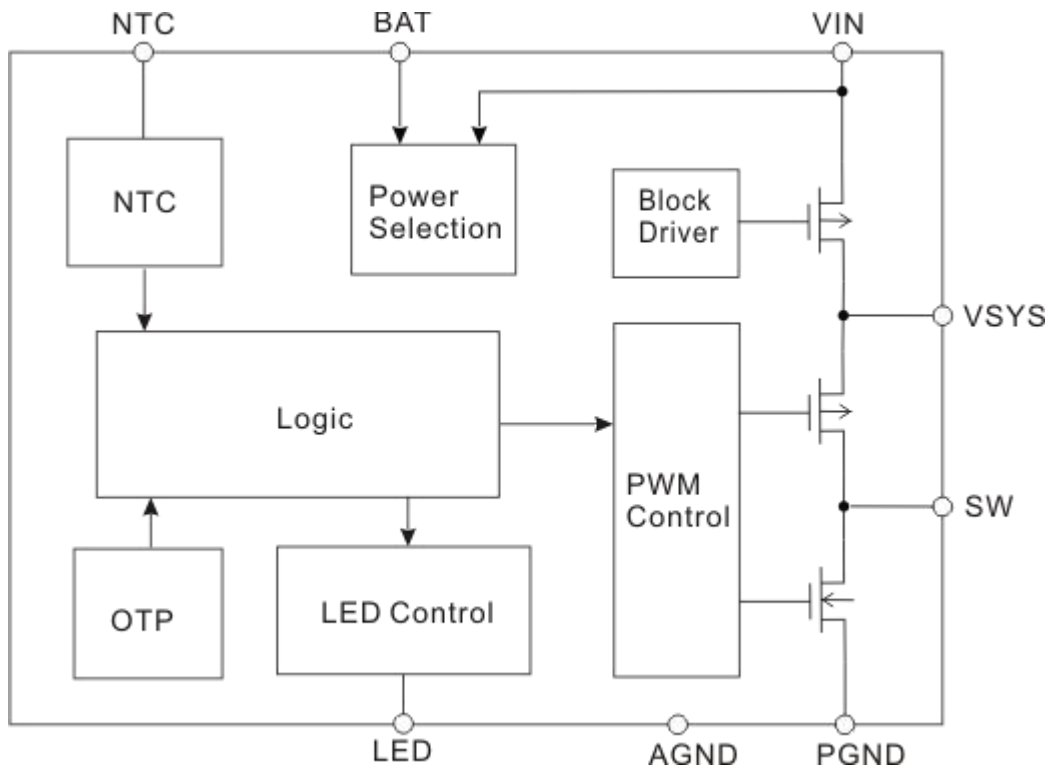 NTC
BAT
VIN
NTC
Power
Selection
Block
Driver
VSYS
Logic
PWM
Control
SW
OTP
LED Control
LED
AGND
PGND